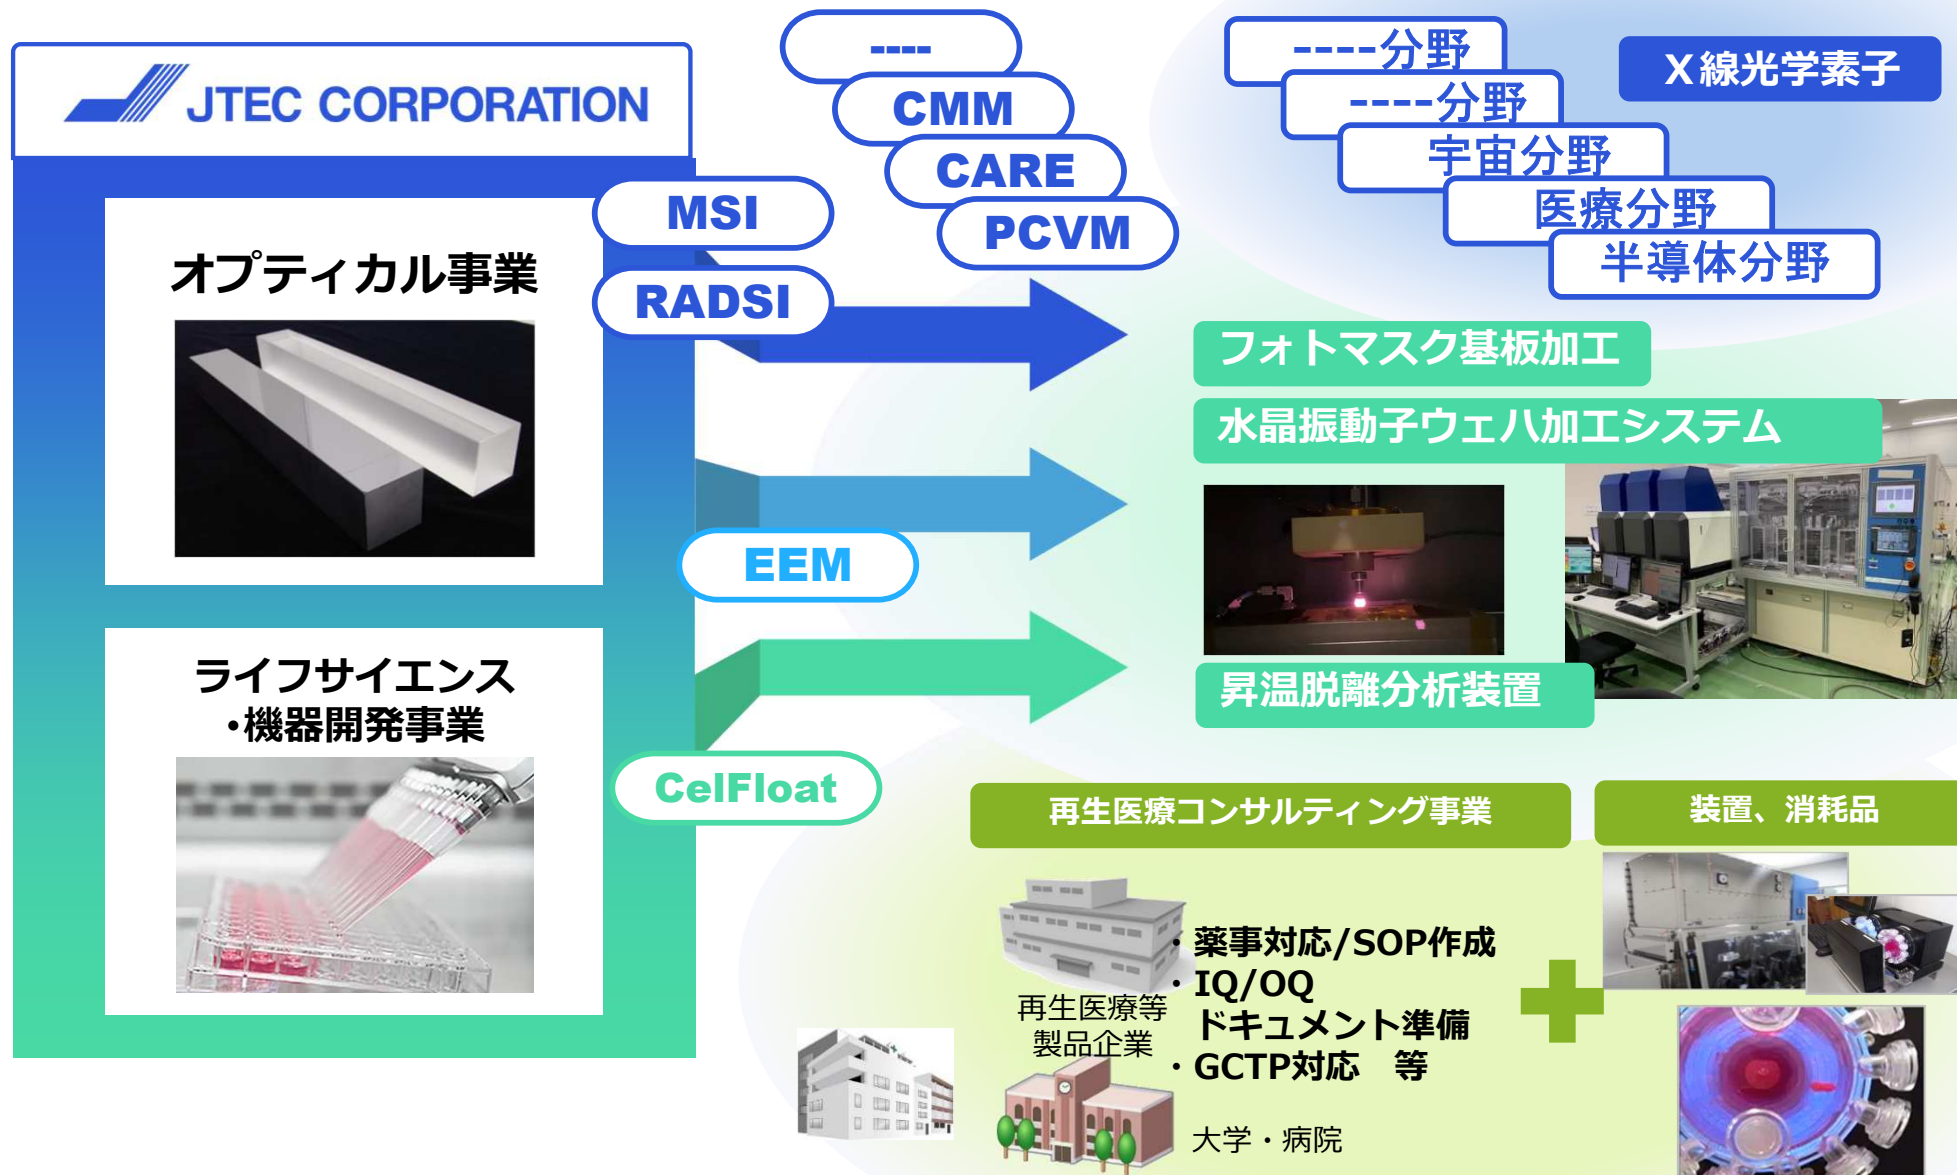 JTEC CORPORATION
オプティカル事業
ライフサイエンス
・機器開発事業
MSI
RADSI
----
CMM
CARE
PCVM
EEM
CelFloat
----分野
----分野
宇宙分野
医療分野
半導体分野
X線光学素子
フォトマスク基板加工
水晶振動子ウェハ加工システム
昇温脱離分析装置
再生医療コンサルティング事業
装置、消耗品
再生医療等
製品企業
・薬事対応/SOP作成
・IQ/OQ
ドキュメント準備
・GCTP対応　等
大学・病院